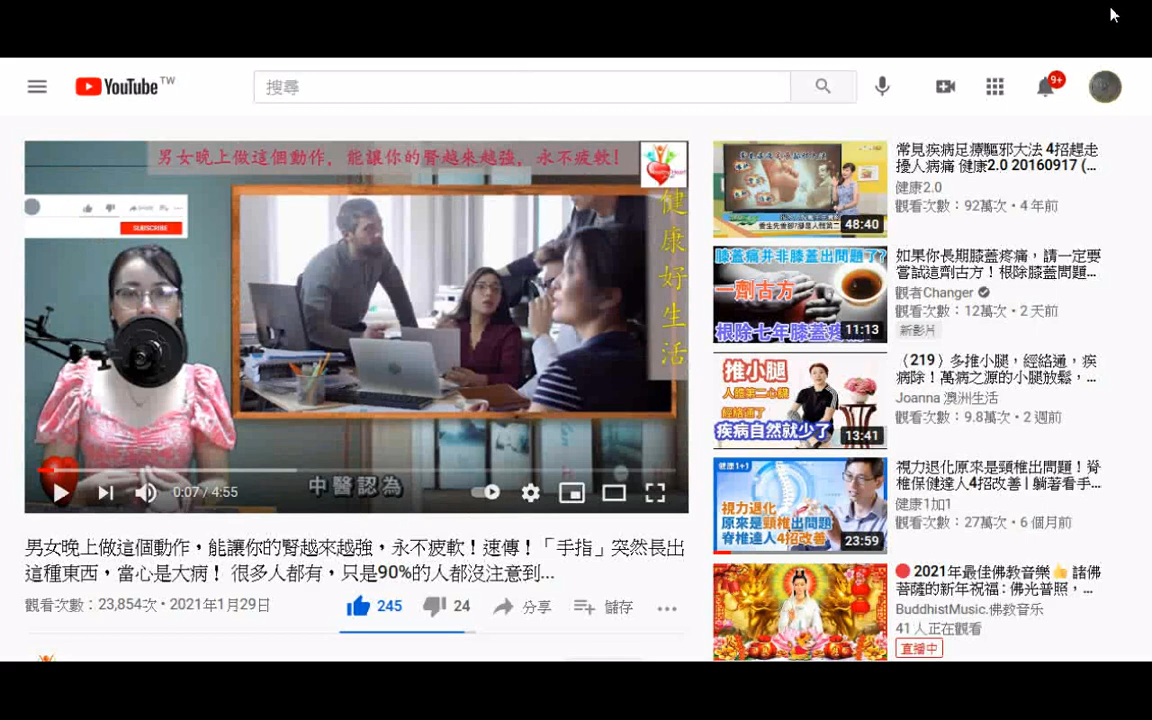 YouTube TW
搜尋
9+
男女晚上做這個動作, 能讓你的腎越來越強, 永不疲軟!
健康好生活
SUBSCRIBE
中醫認為
0:07 / 4:55
男女晚上做這個動作，能讓你的腎越來越強，永不疲軟！速傳！「手指」突然長出
這種東西，當心是大病！ 很多人都有，只是90%的人都沒注意到...
觀看次數：23,854次 • 2021年1月29日
245
24
分享
儲存
48:40
常見疾病足療驅邪大法 4招趕走
擾人病痛 健康2.0 20160917 (...
健康2.0
觀看次數：92萬次 • 4 年前
膝蓋痛并非膝蓋出問題了?
一劑古方
根除七年膝蓋疼
11:13
如果你長期膝蓋疼痛，請一定要
嘗試這劑古方！根除膝蓋問題...
觀者Changer
觀看次數：12萬次 • 2 天前
新影片
推小腿
人體第二心臟
經絡通了
疾病自然就少了
13:41
（219）多推小腿，經絡通，疾
病除！萬病之源的小腿放鬆，...
Joanna 澳洲生活
觀看次數：9.8萬次 • 2 週前
健康1+1
視力退化
原來是頸椎出問題
脊椎達人4招改善
23:59
視力退化原來是頸椎出問題！脊
椎保健達人4招改善 | 躺著看手...
健康1加1
觀看次數：27萬次 • 6 個月前
2021年最佳佛教音樂👍 諸佛
菩薩的新年祝福: 佛光普照，...
BuddhistMusic.佛教音乐
41 人正在觀看
直播中